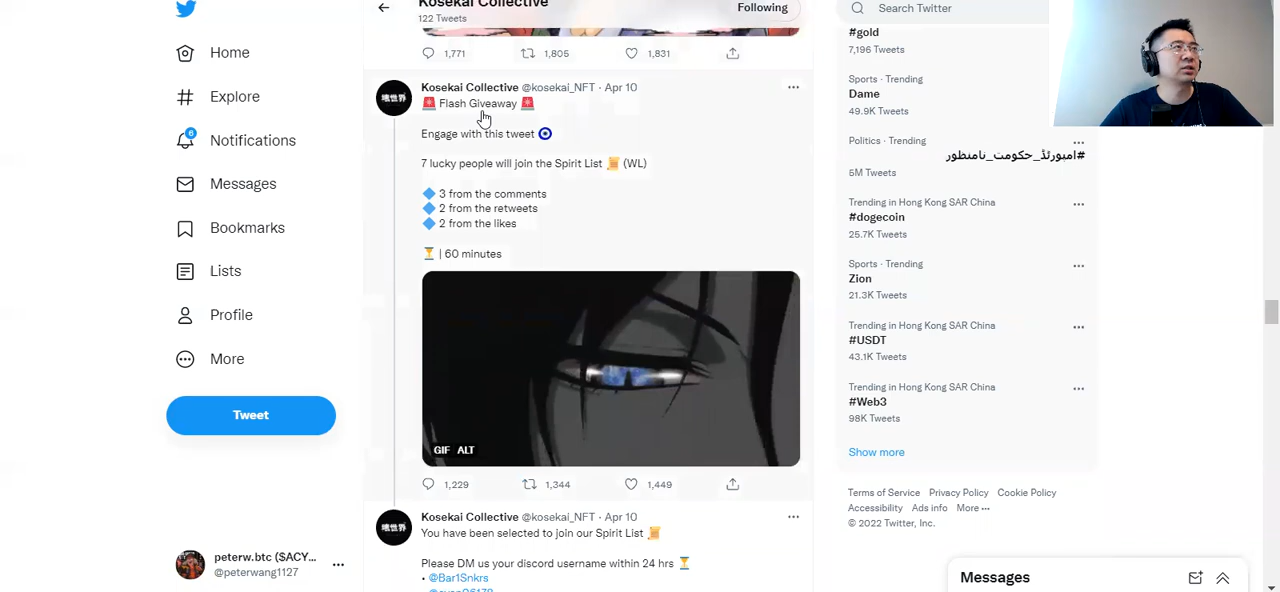 Kosekai Collective
122 Tweets
Following
Search Twitter
Home
Explore
6
Notifications
Messages
Bookmarks
Lists
Profile
More
Tweet
peterw.btc ($ACY...
@peterwang1127
1,771
1,805
1,831
壊世界
Kosekai Collective @kosekai_NFT · Apr 10
🚨 Flash Giveaway 🚨
Engage with this tweet 🧿
7 lucky people will join the Spirit List 📜 (WL)
🔷 3 from the comments
🔷 2 from the retweets
🔷 2 from the likes
⏳ | 60 minutes
GIF ALT
1,229
1,344
1,449
壊世界
Kosekai Collective @kosekai_NFT · Apr 10
You have been selected to join our Spirit List 📜
Please DM us your discord username within 24 hrs ⏳
• @Bar1Snkrs
#gold
7,196 Tweets
Sports · Trending
Dame
49.9K Tweets
Politics · Trending
#امپورٹڈ_حکومت_نامنظور
5M Tweets
Trending in Hong Kong SAR China
#dogecoin
25.7K Tweets
Sports · Trending
Zion
21.3K Tweets
Trending in Hong Kong SAR China
#USDT
43.1K Tweets
Trending in Hong Kong SAR China
#Web3
98K Tweets
Show more
Terms of Service Privacy Policy Cookie Policy
Accessibility Ads info More ···
© 2022 Twitter, Inc.
Messages